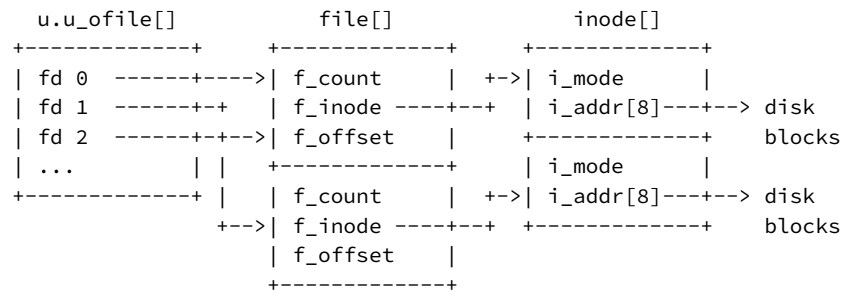 u.u_ofile[] file[] inode[]
+-------------+ +-------------+ +-------------+
| fd 0 ------+---->| f_count | +->| i_mode |
| fd 1 ------+-+ | f_inode ----+--+ | i_addr[8]---+--> disk
| fd 2 ------+-+-->| f_offset | +-------------+ blocks
| ... | | +-------------+ | i_mode |
+-------------+ | | f_count | +->| i_addr[8]---+--> disk
+-->| f_inode ----+--+ +-------------+ blocks
| f_offset |
+-------------+